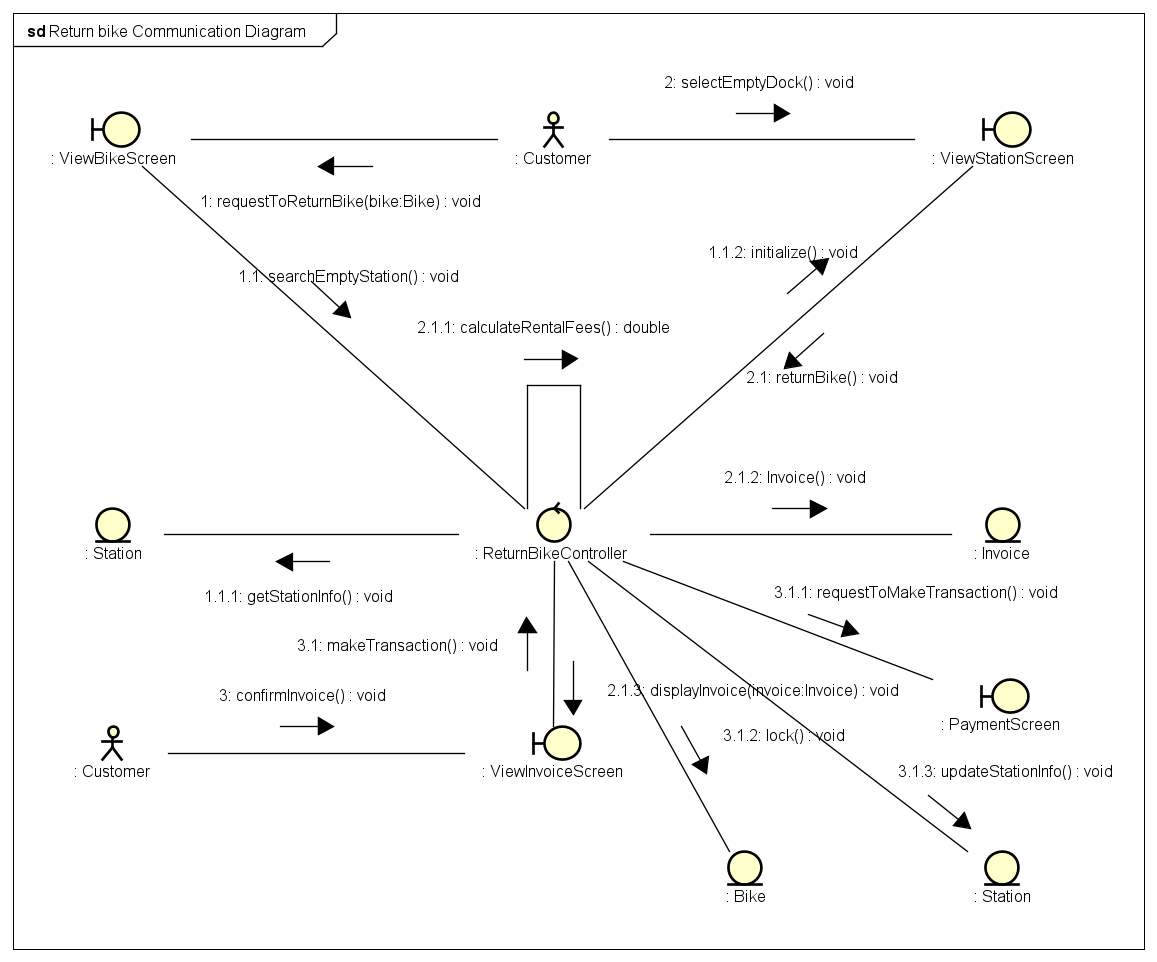 sd Return bike Communication Diagram
2: selectEmptyDock() : void
: ViewBikeScreen
: Customer
: ViewStationScreen
1: requestToReturnBike(bike:Bike) : void
1.1.2: initialize() : void
1.1: searchEmptyStation() : void
2.1.1: calculateRentalFees() : double
2.1: returnBike() : void
2.1.2: Invoice() : void
: Station
: ReturnBikeController
: Invoice
1.1.1: getStationInfo() : void
3.1.1: requestToMakeTransaction() : void
3.1: makeTransaction() : void
3: confirmInvoice() : void
2.1.3: displayInvoice(invoice:Invoice) : void
: PaymentScreen
3.1.2: lock() : void
: Customer
: ViewInvoiceScreen
3.1.3: updateStationInfo() : void
: Bike
: Station